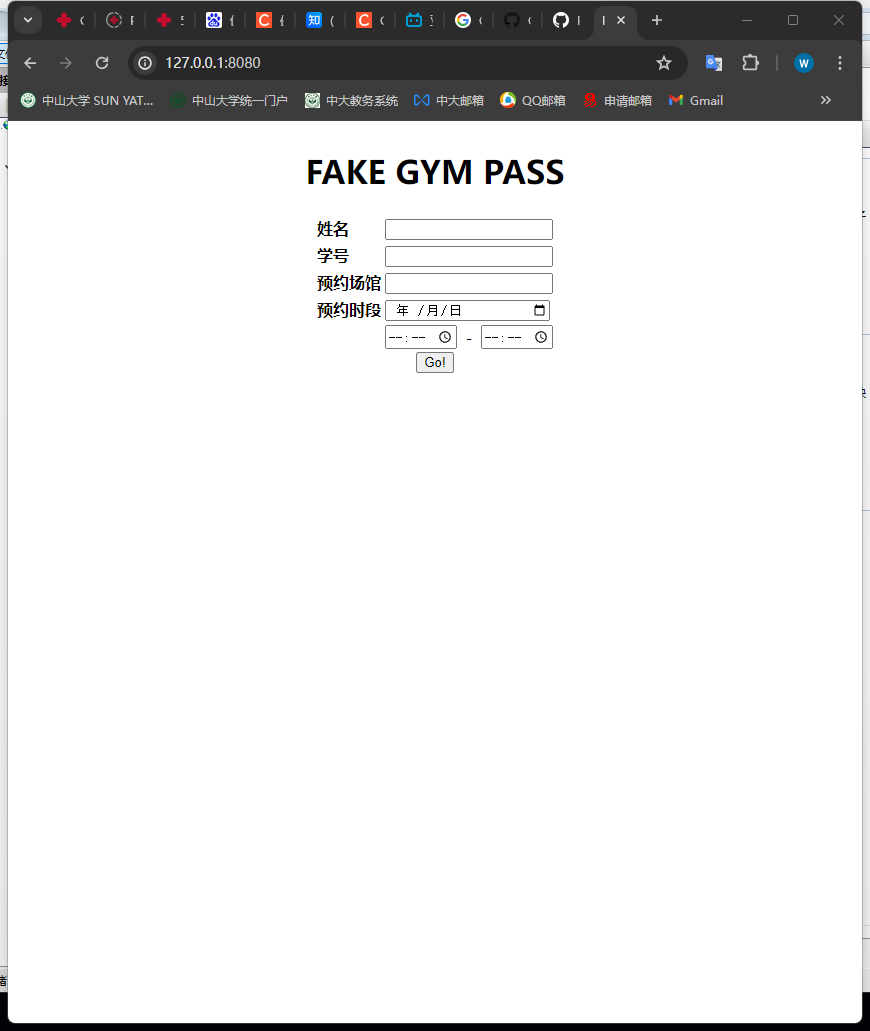 127.0.0.1:8080
中山大学 SUN YAT... 中山大学统一门户 中大教务系统 中大邮箱 QQ邮箱 申请邮箱 Gmail
FAKE GYM PASS
姓名
学号
预约场馆
预约时段 年 /月/日
--:-- - --:--
Go!